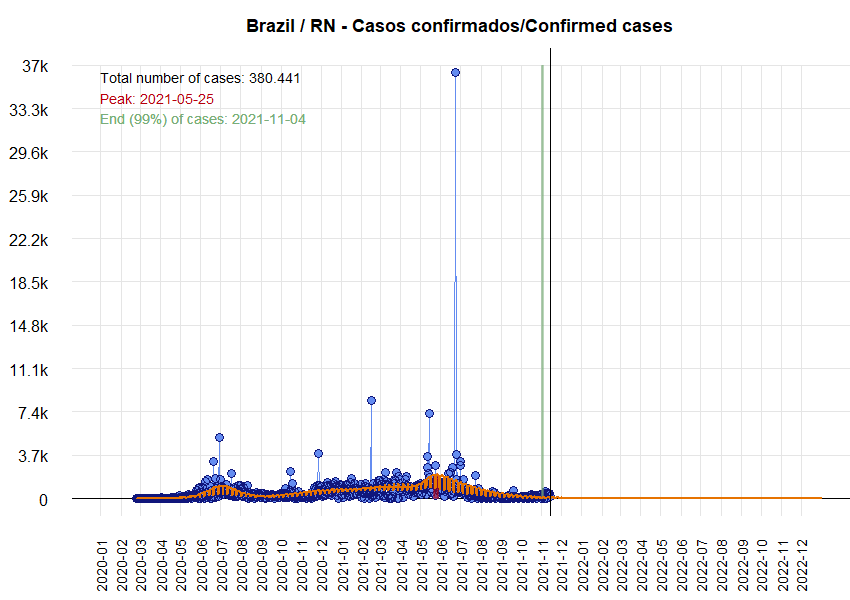 Brazil / RN - Casos confirmados/Confirmed cases
37k
Total number of cases: 380.441
Peak: 2021-05-25
33.3k
End (99%) of cases: 2021-11-04
29.6k
25.9k
22.2k
18.5k
14.8k
11.1k
7.4k
3.7k
0
2020-01
2020-02
2020-03
2020-04
2020-05
2020-06
2020-07
2020-08
2020-09
2020-10
2020-11
2020-12
2021-01
2021-02
2021-03
2021-04
2021-05
2021-06
2021-07
2021-08
2021-09
2021-10
2021-11
2021-12
2022-01
2022-02
2022-03
2022-04
2022-05
2022-06
2022-07
2022-08
2022-09
2022-10
2022-11
2022-12